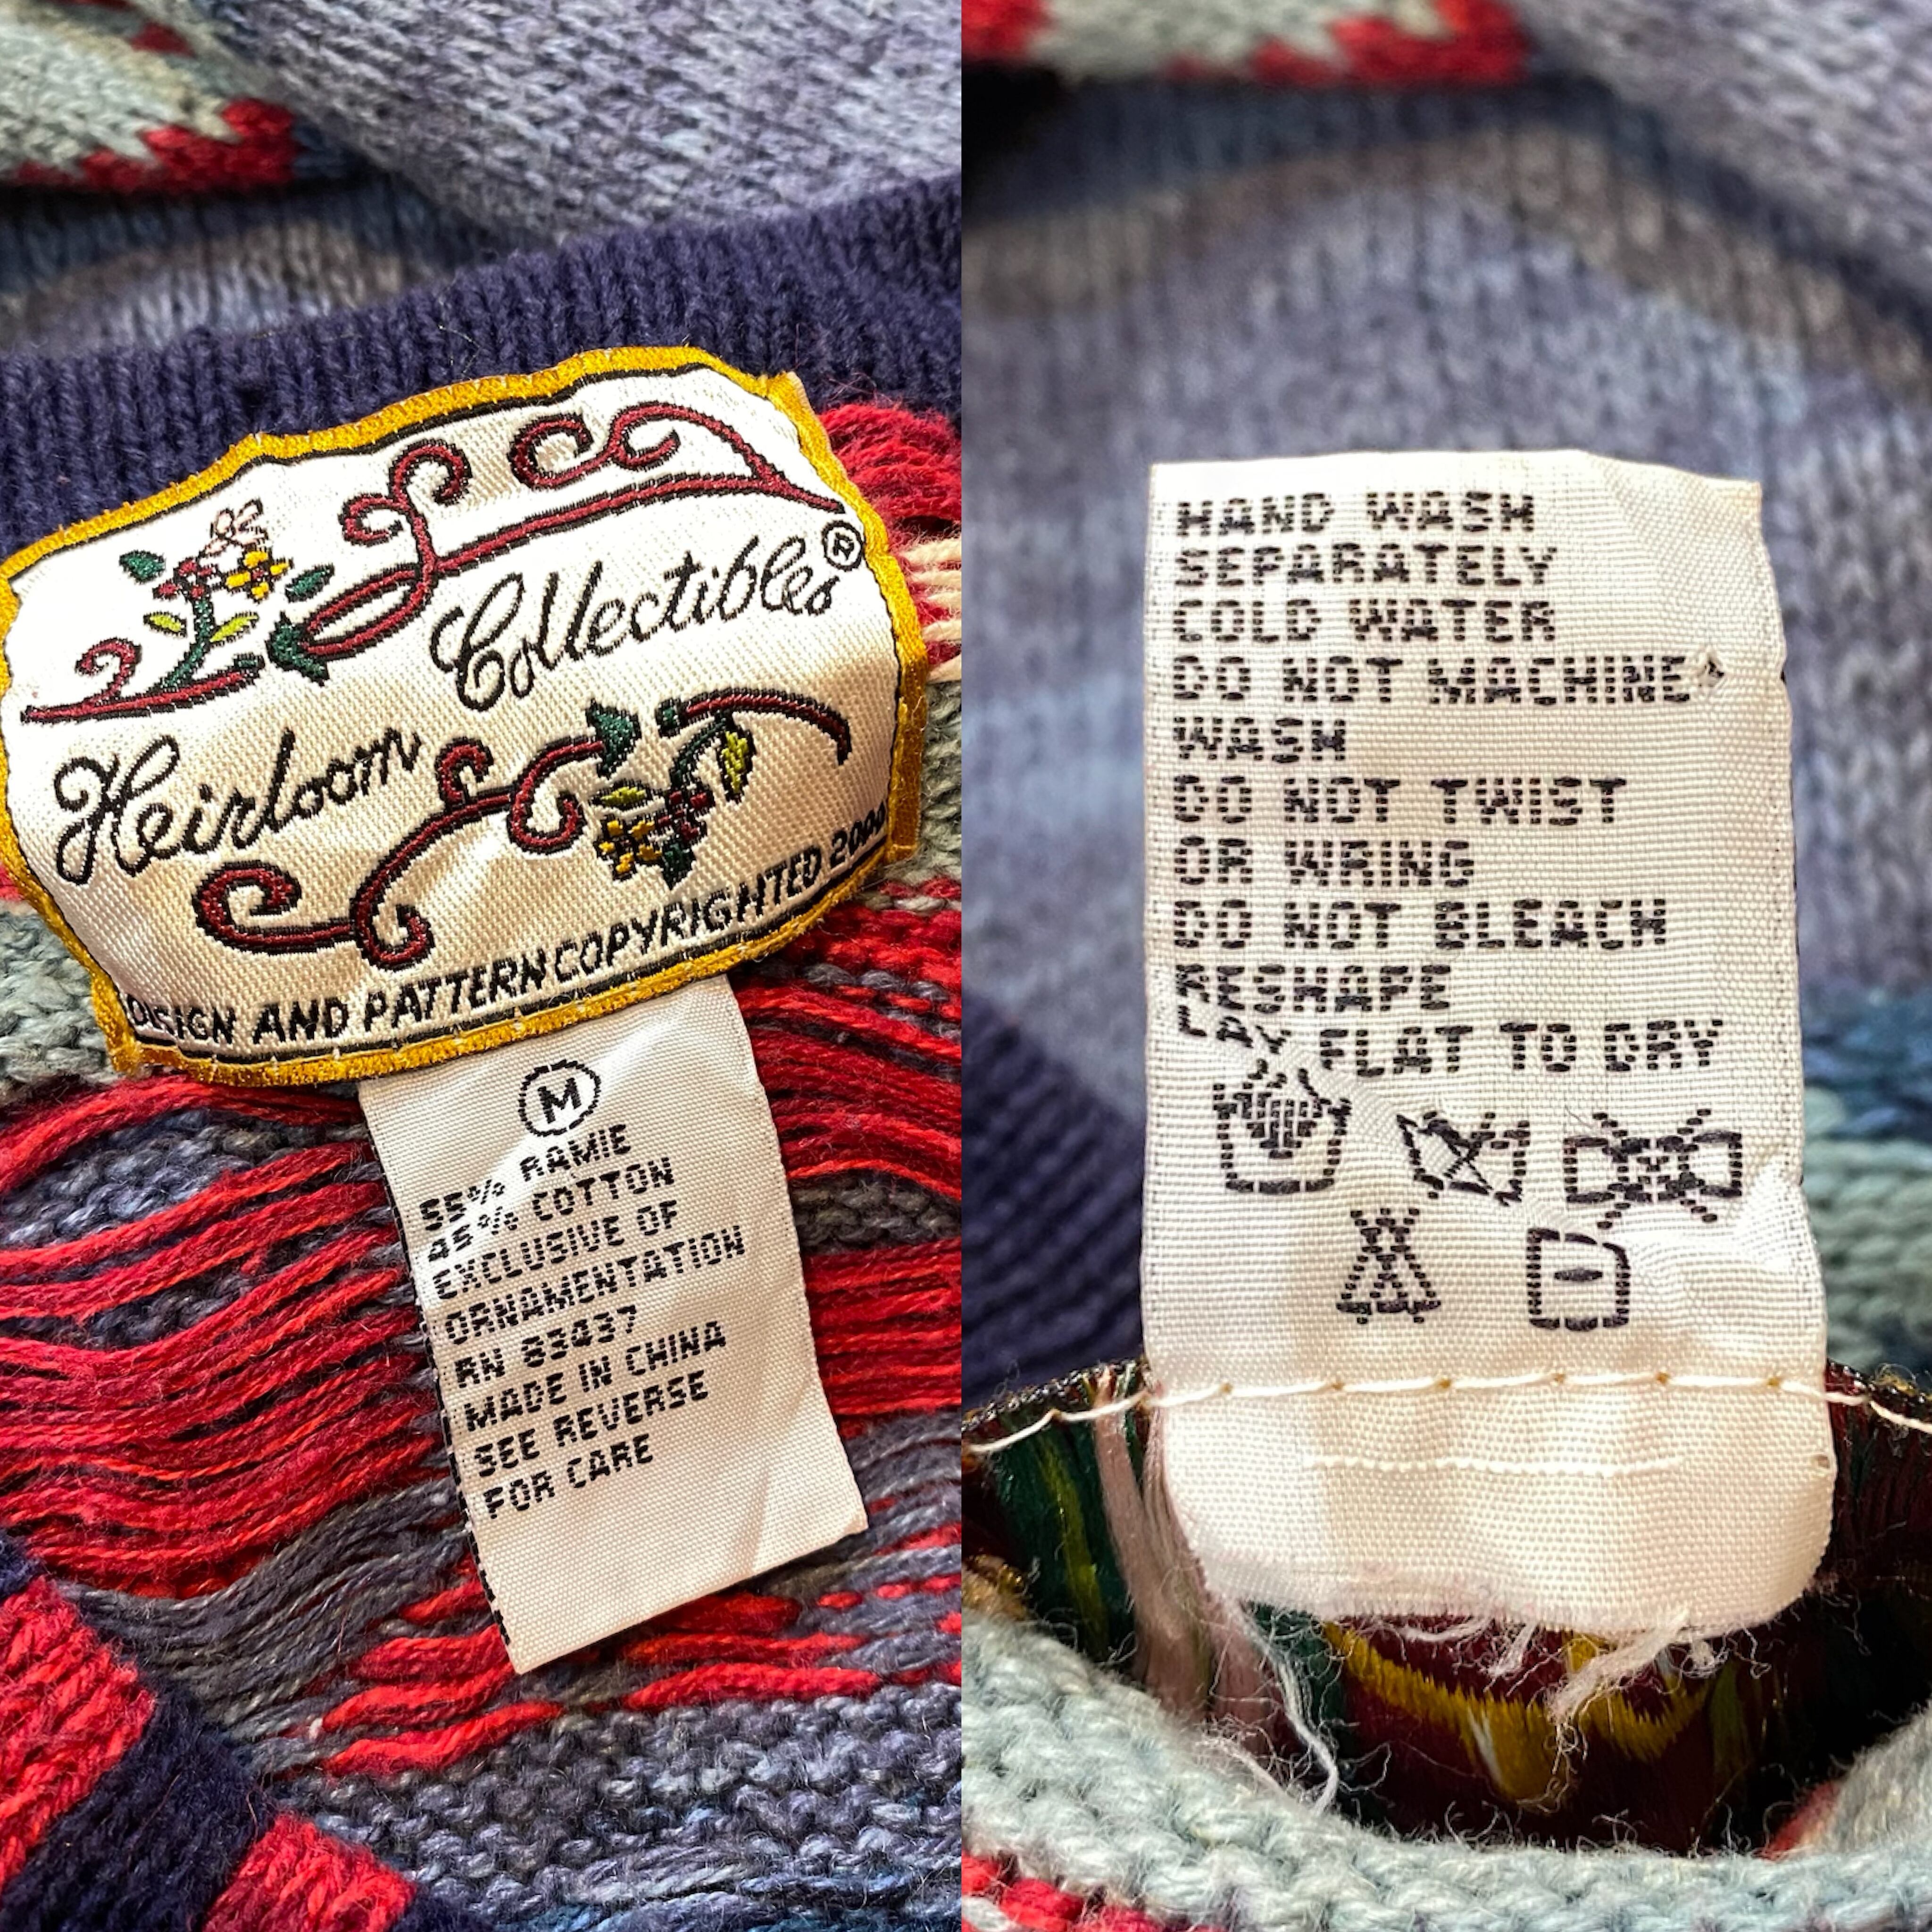 Heirloom Collectibles®
DESIGN AND PATTERN COPYRIGHTED 2000
M
55% RAMIE
45% COTTON
EXCLUSIVE OF
ORNAMENTATION
RN 83437
MADE IN CHINA
SEE REVERSE
FOR CARE
HAND WASH
SEPARATELY
COLD WATER
DO NOT MACHINE
WASH
DO NOT TWIST
OR WRING
DO NOT BLEACH
RESHAPE
LAY FLAT TO DRY